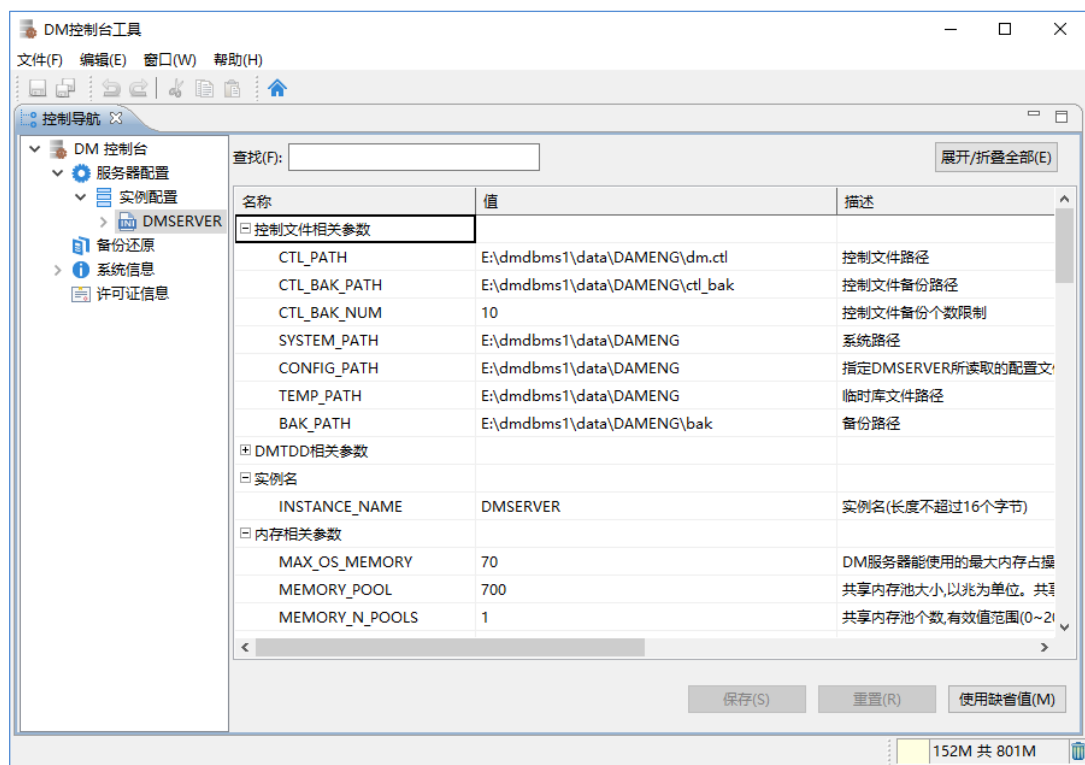 DM控制台工具
文件(F) 编辑(E) 窗口(W) 帮助(H)
控制导航
DM 控制台
服务器配置
实例配置
DMSERVER
备份还原
系统信息
许可证信息
查找(F):
展开/折叠全部(E)
名称 值 描述
控制文件相关参数
CTL_PATH E:\dmdbms1\data\DAMENG\dm.ctl 控制文件路径
CTL_BAK_PATH E:\dmdbms1\data\DAMENG\ctl_bak 控制文件备份路径
CTL_BAK_NUM 10 控制文件备份个数限制
SYSTEM_PATH E:\dmdbms1\data\DAMENG 系统路径
CONFIG_PATH E:\dmdbms1\data\DAMENG 指定DMSERVER所读取的配置文
TEMP_PATH E:\dmdbms1\data\DAMENG 临时库文件路径
BAK_PATH E:\dmdbms1\data\DAMENG\bak 备份路径
DMTDD相关参数
实例名
INSTANCE_NAME DMSERVER 实例名(长度不超过16个字节)
内存相关参数
MAX_OS_MEMORY 70 DM服务器能使用的最大内存占操
MEMORY_POOL 700 共享内存池大小,以兆为单位。共享
MEMORY_N_POOLS 1 共享内存池个数,有效值范围(0~2
保存(S) 重置(R) 使用缺省值(M)
152M 共 801M